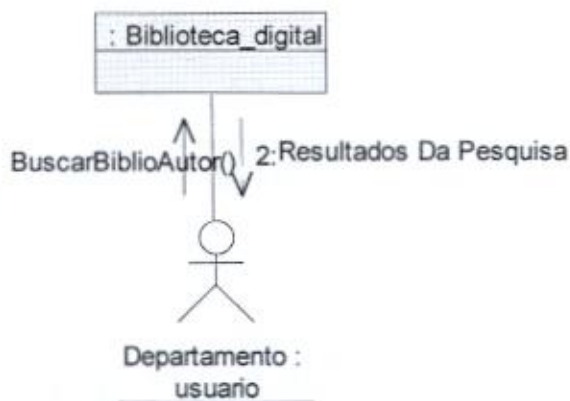 : Biblioteca_digital
BuscarBiblioAutor()
2:Resultados Da Pesquisa
Departamento :
usuario